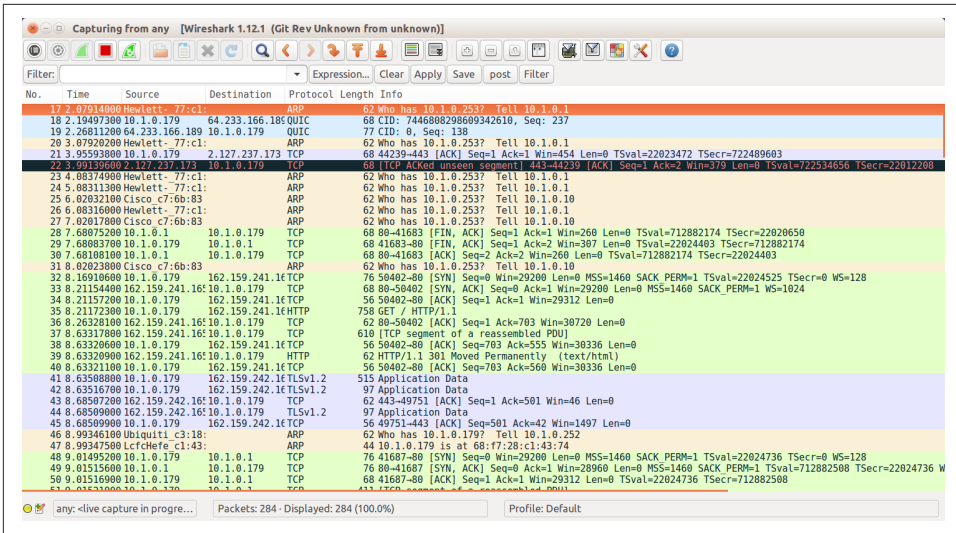 Capturing from any [Wireshark 1.12.1 (Git Rev Unknown from unknown)]
Filter: Expression... Clear Apply Save post Filter
No. Time Source Destination Protocol Length Info
17 2.07914000 Hewlett-_77:c1: ARP 62 Who has 10.1.0.253? Tell 10.1.0.1
18 2.19497300 10.1.0.179 64.233.166.189 QUIC 68 CID: 7446808298609342610, Seq: 237
19 2.26811200 64.233.166.189 10.1.0.179 QUIC 77 CID: 0, Seq: 138
20 3.07920200 Hewlett-_77:c1: ARP 62 Who has 10.1.0.253? Tell 10.1.0.1
21 3.95593800 10.1.0.179 2.127.237.173 TCP 68 44239→443 [ACK] Seq=1 Ack=1 Win=454 Len=0 TSval=22023472 TSecr=722489603
22 3.99139600 2.127.237.173 10.1.0.179 TCP 68 [TCP ACKed unseen segment] 443→44239 [ACK] Seq=1 Ack=2 Win=379 Len=0 TSval=722534656 TSecr=22012208
23 4.08374900 Hewlett-_77:c1: ARP 62 Who has 10.1.0.253? Tell 10.1.0.1
24 5.08311300 Hewlett-_77:c1: ARP 62 Who has 10.1.0.253? Tell 10.1.0.1
25 6.02032100 Cisco_c7:6b:83 ARP 62 Who has 10.1.0.253? Tell 10.1.0.10
26 6.08316000 Hewlett-_77:c1: ARP 62 Who has 10.1.0.253? Tell 10.1.0.1
27 7.02017800 Cisco_c7:6b:83 ARP 62 Who has 10.1.0.253? Tell 10.1.0.10
28 7.68075200 10.1.0.1 10.1.0.179 TCP 68 80→41683 [FIN, ACK] Seq=1 Ack=1 Win=260 Len=0 TSval=712882174 TSecr=22020650
29 7.68083700 10.1.0.179 10.1.0.1 TCP 68 41683→80 [FIN, ACK] Seq=1 Ack=2 Win=307 Len=0 TSval=22024403 TSecr=712882174
30 7.68108100 10.1.0.1 10.1.0.179 TCP 68 80→41683 [ACK] Seq=2 Ack=2 Win=260 Len=0 TSval=712882174 TSecr=22024403
31 8.02023800 Cisco_c7:6b:83 ARP 62 Who has 10.1.0.253? Tell 10.1.0.10
32 8.16910600 10.1.0.179 162.159.241.16 TCP 76 50402→80 [SYN] Seq=0 Win=29200 Len=0 MSS=1460 SACK_PERM=1 TSval=22024525 TSecr=0 WS=128
33 8.21154400 162.159.241.165 10.1.0.179 TCP 68 80→50402 [SYN, ACK] Seq=0 Ack=1 Win=29200 Len=0 MSS=1460 SACK_PERM=1 WS=1024
34 8.21157200 10.1.0.179 162.159.241.16 TCP 56 50402→80 [ACK] Seq=1 Ack=1 Win=29312 Len=0
35 8.21172300 10.1.0.179 162.159.241.16 HTTP 758 GET / HTTP/1.1
36 8.26328100 162.159.241.165 10.1.0.179 TCP 62 80→50402 [ACK] Seq=1 Ack=703 Win=30720 Len=0
37 8.63317800 162.159.241.165 10.1.0.179 TCP 610 [TCP segment of a reassembled PDU]
38 8.63320600 10.1.0.179 162.159.241.16 TCP 56 50402→80 [ACK] Seq=703 Ack=555 Win=30336 Len=0
39 8.63320900 162.159.241.165 10.1.0.179 HTTP 62 HTTP/1.1 301 Moved Permanently (text/html)
40 8.63321100 10.1.0.179 162.159.241.16 TCP 56 50402→80 [ACK] Seq=703 Ack=560 Win=30336 Len=0
41 8.63508800 10.1.0.179 162.159.242.16 TLSv1.2 515 Application Data
42 8.63516700 10.1.0.179 162.159.242.16 TLSv1.2 97 Application Data
43 8.68507200 162.159.242.165 10.1.0.179 TCP 62 443→49751 [ACK] Seq=1 Ack=501 Win=46 Len=0
44 8.68509000 162.159.242.165 10.1.0.179 TLSv1.2 97 Application Data
45 8.68509900 10.1.0.179 162.159.242.16 TCP 56 49751→443 [ACK] Seq=501 Ack=42 Win=1497 Len=0
46 8.99346100 Ubiquiti_c3:18: ARP 62 Who has 10.1.0.179? Tell 10.1.0.252
47 8.99347500 LcfcHefe_c1:43: ARP 44 10.1.0.179 is at 68:f7:28:c1:43:74
48 9.01495200 10.1.0.179 10.1.0.1 TCP 76 41687→80 [SYN] Seq=0 Win=29200 Len=0 MSS=1460 SACK_PERM=1 TSval=22024736 TSecr=0 WS=128
49 9.01515600 10.1.0.1 10.1.0.179 TCP 76 80→41687 [SYN, ACK] Seq=0 Ack=1 Win=28960 Len=0 MSS=1460 SACK_PERM=1 TSval=712882508 TSecr=22024736 W
50 9.01516900 10.1.0.179 10.1.0.1 TCP 68 41687→80 [ACK] Seq=1 Ack=1 Win=29312 Len=0 TSval=22024736 TSecr=712882508
any: <live capture in progre... Packets: 284 · Displayed: 284 (100.0%) Profile: Default